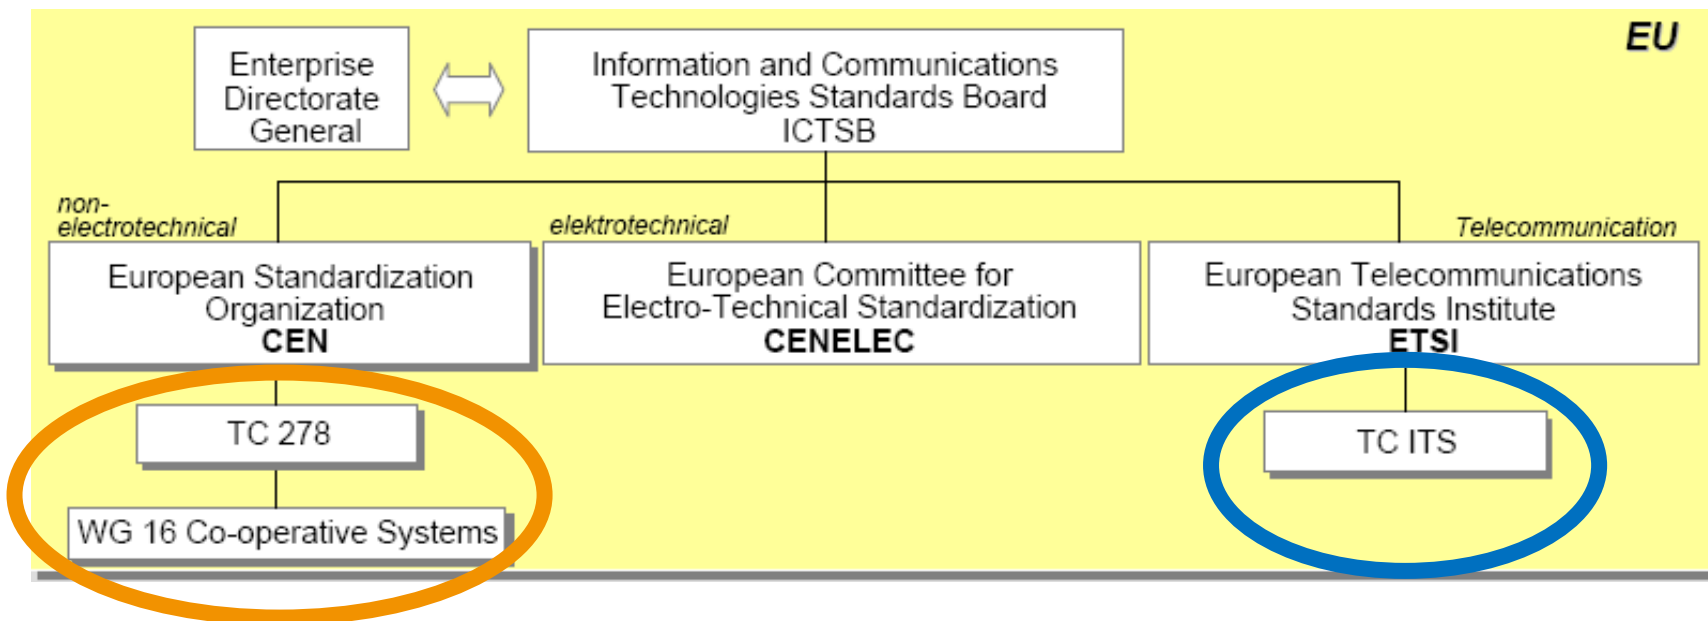 EU
Enterprise
Directorate
General
Information and Communications
Technologies Standards Board
ICTSB
non-
electrotechnical
elektrotechnical
Telecommunication
European Standardization
Organization
CEN
European Committee for
Electro-Technical Standardization
CENELEC
European Telecommunications
Standards Institute
ETSI
TC 278
TC ITS
WG 16 Co-operative Systems